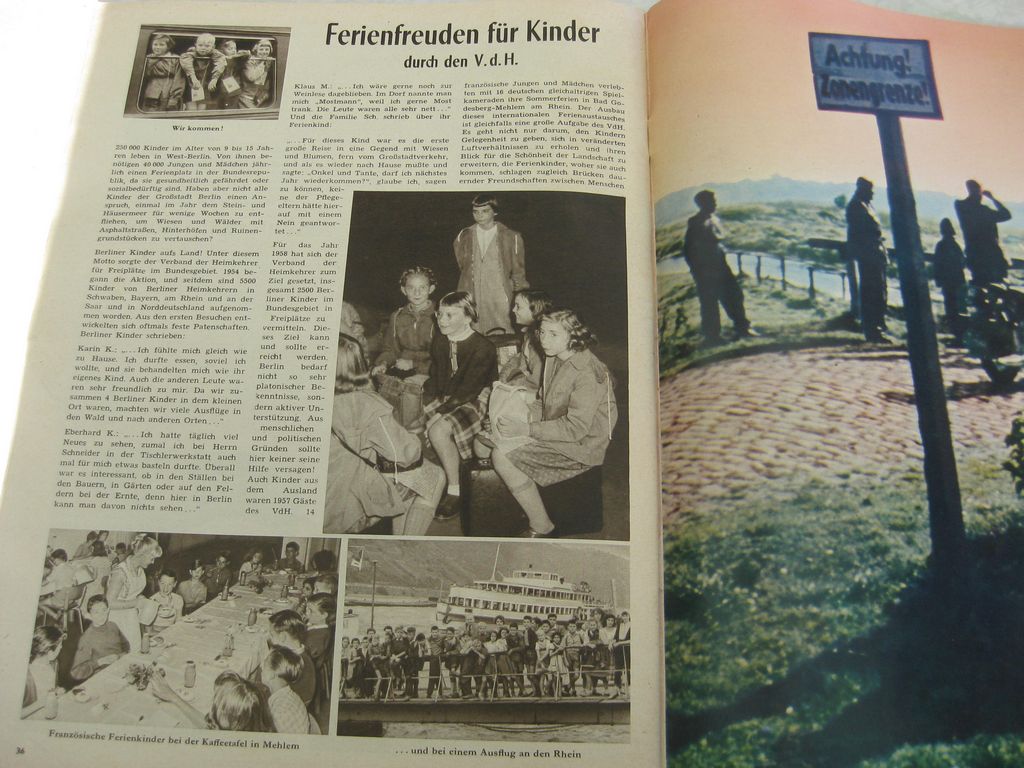 Ferienfreuden für Kinder
durch den V. d. H.
Wir kommen!
250 000 Kinder im Alter von 9 bis 15 Jah-
ren leben in West-Berlin. Von ihnen be-
nötigen 40 000 Jungen und Mädchen jähr-
lich einen Ferienplatz in der Bundesrepu-
blik, da sie gesundheitlich gefährdet oder
sozialbedürftig sind. Haben aber nicht alle
Kinder der Großstadt Berlin einen An-
spruch, einmal im Jahr dem Stein- und
Häusermeer für wenige Wochen zu ent-
fliehen, um Wiesen und Wälder mit
Asphaltstraßen, Hinterhöfen und Ruinen-
grundstücken zu vertauschen?
Berliner Kinder aufs Land! Unter diesem
Motto sorgte der Verband der Heimkehrer
für Freiplätze im Bundesgebiet. 1954 be-
gann die Aktion, und seitdem sind 5500
Kinder von Berliner Heimkehrern in
Schwaben, Bayern, am Rhein und an der
Saar und in Norddeutschland aufgenom-
men worden. Aus den ersten Besuchen ent-
wickelten sich oftmals feste Patenschaften.
Berliner Kinder schrieben:
Karin K.: „...Ich fühlte mich gleich wie
zu Hause. Ich durfte essen, soviel ich
wollte, und sie behandelten mich wie ihr
eigenes Kind. Auch die anderen Leute wa-
ren sehr freundlich zu mir. Da wir zu-
sammen 4 Berliner Kinder in dem kleinen
Ort waren, machten wir viele Ausflüge in
den Wald und nach anderen Orten..."
Eberhard K.: „...Ich hatte täglich viel
Neues zu sehen, zumal ich bei Herrn
Schneider in der Tischlerwerkstatt auch
mal für mich etwas basteln durfte. Überall
war es interessant, ob in den Ställen bei
den Bauern, in Gärten oder auf den Fel-
dern bei der Ernte, denn hier in Berlin
kann man davon nichts sehen..."
Klaus M.: „...Ich wäre gerne noch zur
Weinlese dageblieben. Im Dorf nannte man
mich „Mostmann", weil ich gerne Most
trank. Die Leute waren alle sehr nett..."
Und die Familie Sch. schrieb über ihr
Ferienkind:
„...Für dieses Kind war es die erste
große Reise in eine Gegend mit Wiesen
und Blumen, fern vom Großstadtverkehr,
und als es wieder nach Hause mußte und
sagte: „Onkel und Tante, darf ich nächstes
Jahr wiederkommen?", glaube ich, sagen
zu können, kei-
ne der Pflege-
eltern hätte hier-
auf mit einem
Nein geantwor-
tet..."
Für das Jahr
1958 hat sich der
Verband der
Heimkehrer zum
Ziel gesetzt, ins-
gesamt 2500 Ber-
liner Kinder im
Bundesgebiet in
Freiplätze zu
vermitteln. Die-
ses Ziel kann
und sollte er-
reicht werden.
Berlin bedarf
nicht so sehr
platonischer Be-
kenntnisse, son-
dern aktiver Un-
terstützung. Aus
menschlichen
und politischen
Gründen sollte
hier keiner seine
Hilfe versagen!
Auch Kinder aus
dem Ausland
waren 1957 Gäste
des VdH. 14
französische Jungen und Mädchen verleb-
ten mit 16 deutschen gleichaltrigen Spiel-
kameraden ihre Sommerferien in Bad Go-
desberg-Mehlem am Rhein. Der Ausbau
dieses internationalen Ferienaustausches
ist gleichfalls eine große Aufgabe des VdH.
Es geht nicht nur darum, den Kindern
Gelegenheit zu geben, sich in veränderten
Luftverhältnissen zu erholen und ihren
Blick für die Schönheit der Landschaft zu
erweitern, die Ferienkinder, woher sie auch
kommen, schlagen zugleich Brücken dau-
ernder Freundschaften zwischen Menschen
Französische Ferienkinder bei der Kaffeetafel in Mehlem
...und bei einem Ausflug an den Rhein
36
Achtung!
Zonengrenze!